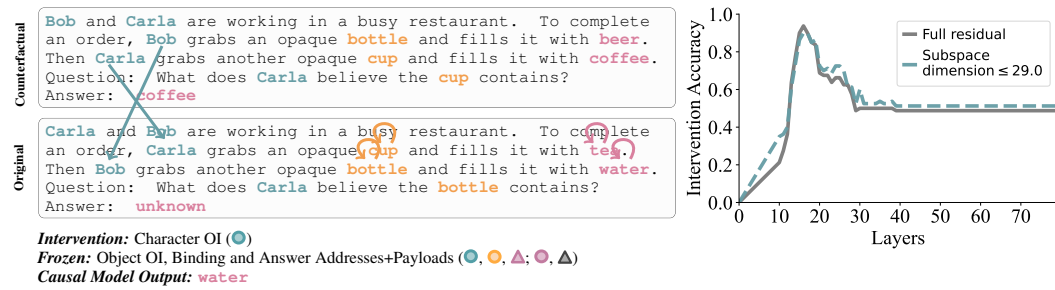 Counterfactual
Bob and Carla are working in a busy restaurant. To complete
an order, Bob grabs an opaque bottle and fills it with beer.
Then Carla grabs another opaque cup and fills it with coffee.
Question: What does Carla believe the cup contains?
Answer: coffee
Original
Carla and Bob are working in a busy restaurant. To complete
an order, Carla grabs an opaque cup and fills it with tea.
Then Bob grabs another opaque bottle and fills it with water.
Question: What does Carla believe the bottle contains?
Answer: unknown
Intervention: Character OI ( )
Frozen: Object OI, Binding and Answer Addresses+Payloads ( , , ; , )
Causal Model Output: water
Intervention Accuracy
1.0
0.8
0.6
0.4
0.2
0.0
Full residual
Subspace
dimension ≤ 29.0
0 10 20 30 40 50 60 70
Layers